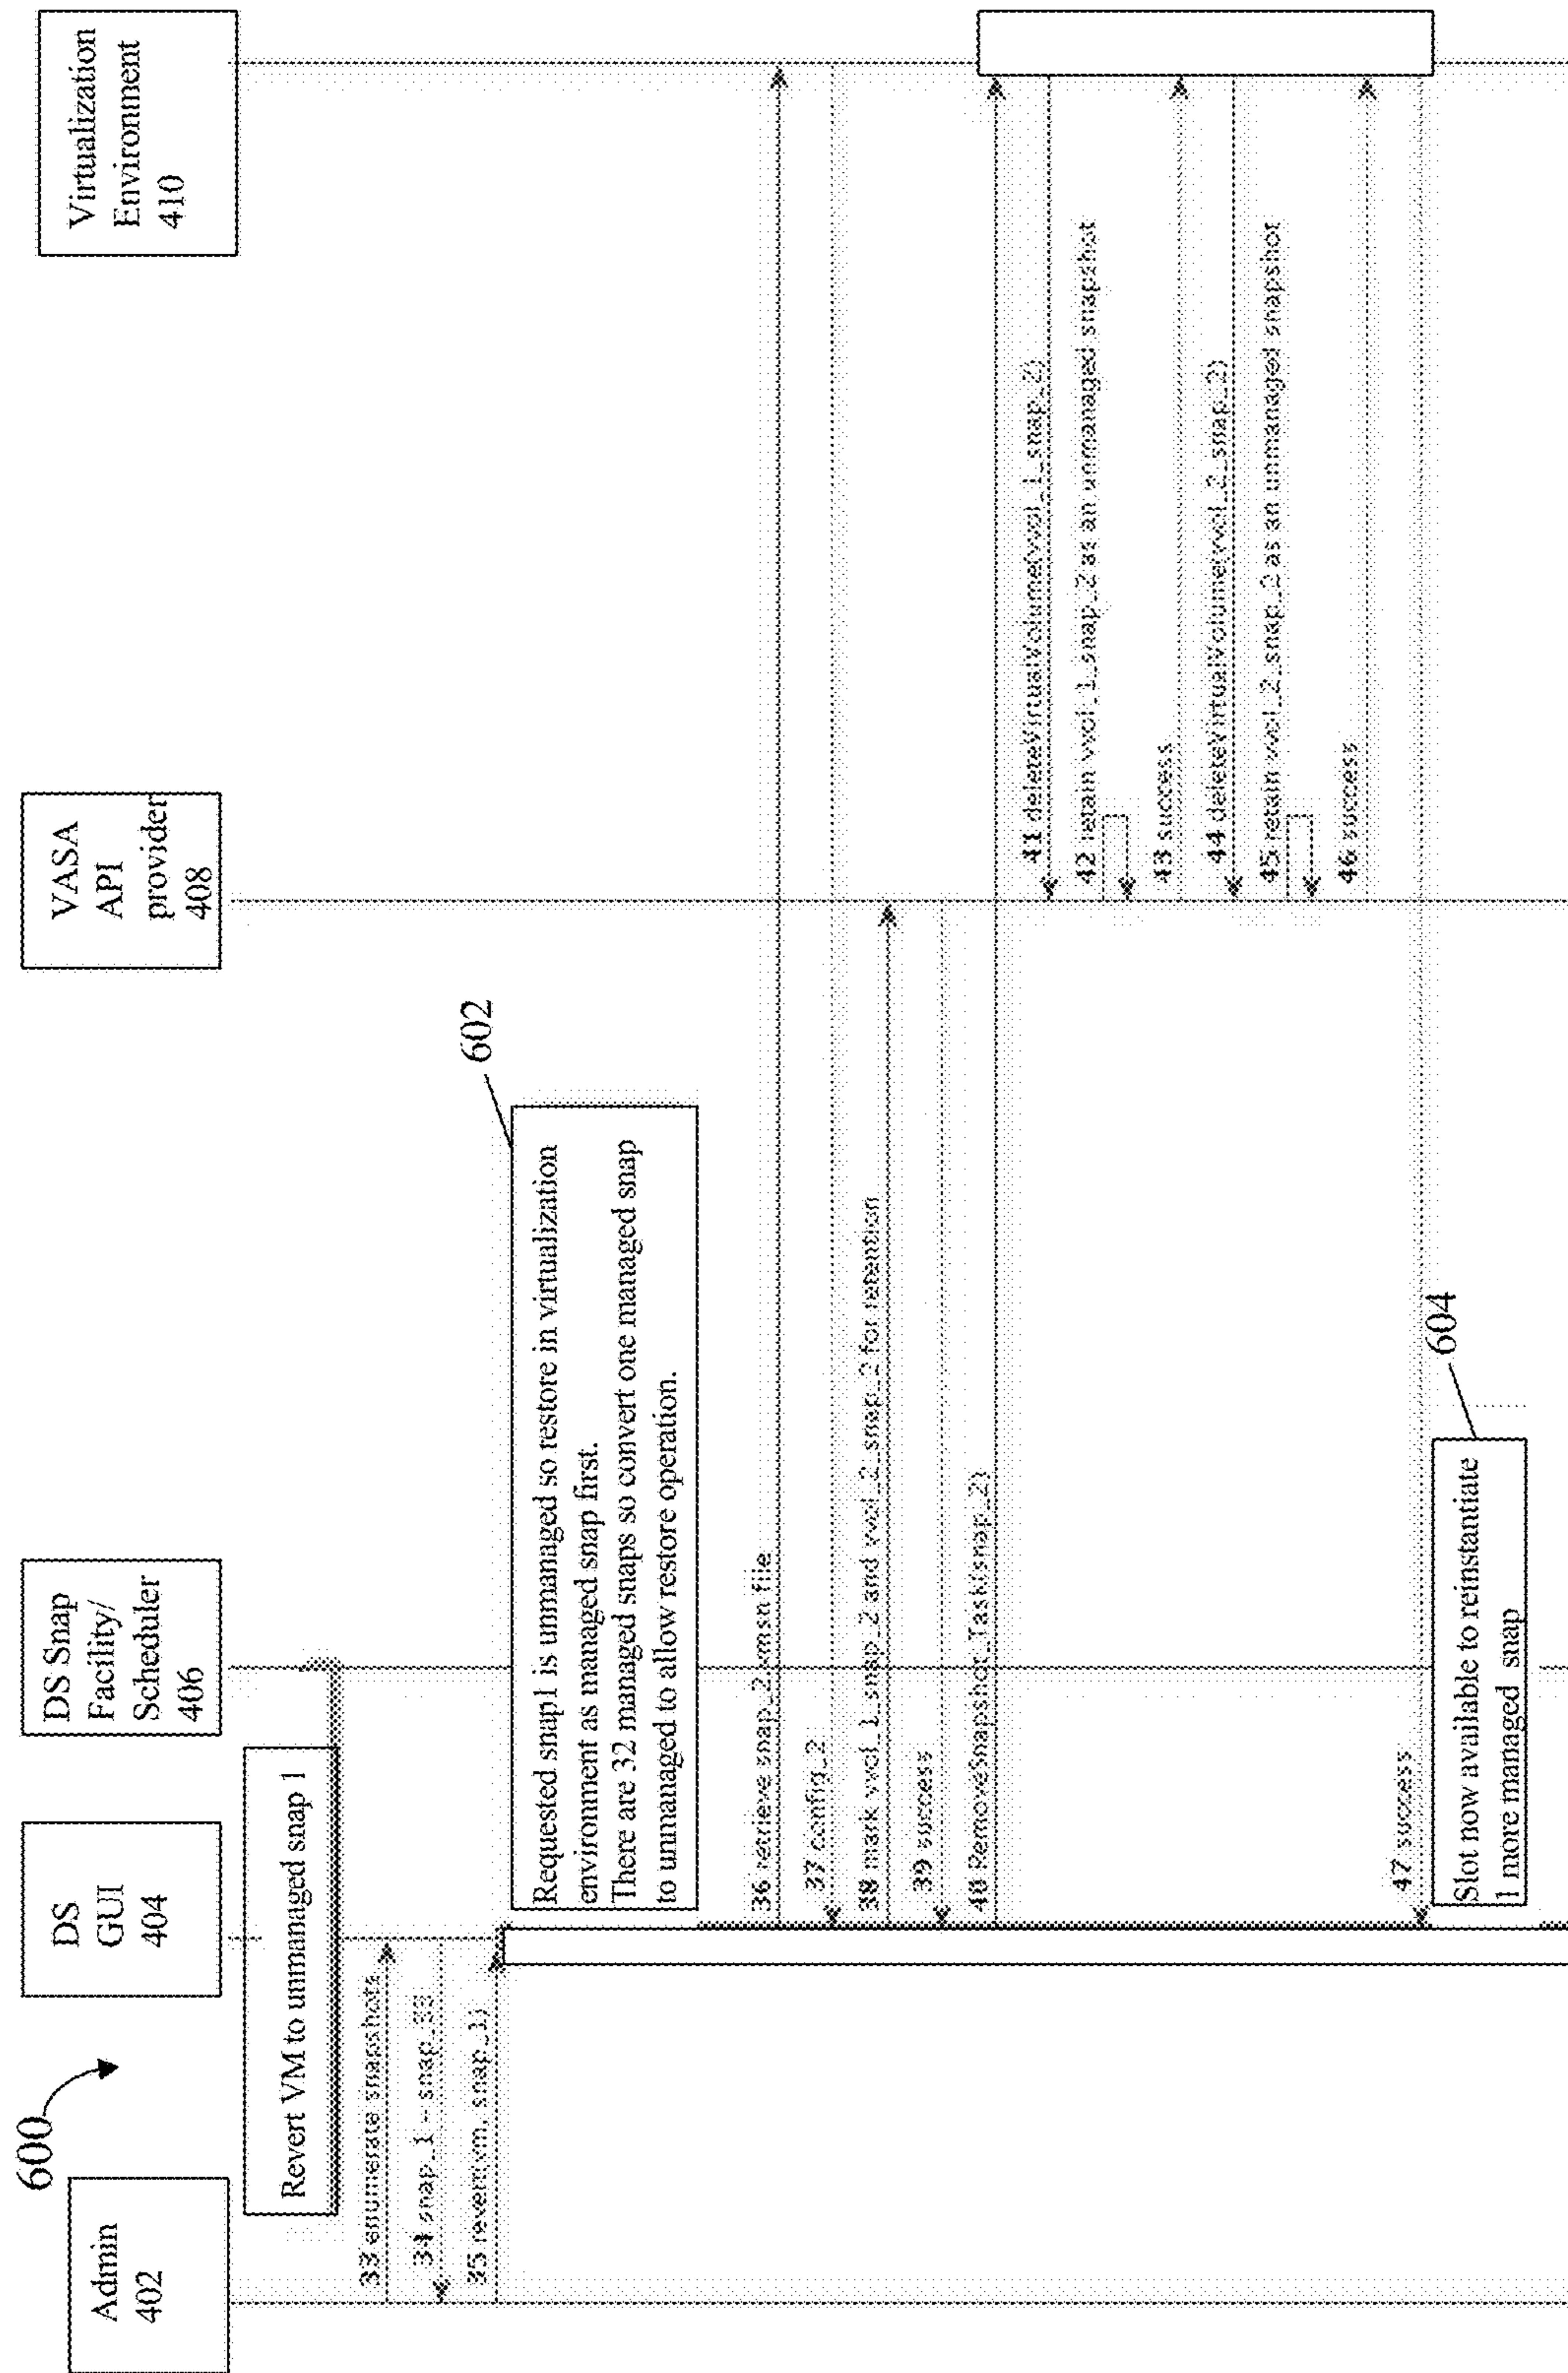 600
Admin
402
DS
GUI
404
DS Snap
Facility/
Scheduler
406
VASA
API
provider
408
Virtualization
Environment
410
Revert VM to unmanaged snap 1
33 enumerate snapshots
34 snap_1 – snap_33
35 revert(vm, snap_1)
602
Requested snap1 is unmanaged so restore in virtualization
environment as managed snap first.
There are 32 managed snaps so convert one managed snap
to unmanaged to allow restore operation.
36 retrieve snap_2.vmsn file
37 config_2
38 mark vvol_1_snap_2 and vvol_2_snap_2 for retention
39 success
40 RemoveSnapshot_Task(snap_2)
41 deleteVirtualVolume(vvol_1_snap_2)
42 retain vvol_1_snap_2 as an unmanaged snapshot
43 success
44 deleteVirtualVolume(vvol_2_snap_2)
45 retain vvol_2_snap_2 as an unmanaged snapshot
46 success
47 success
604
Slot now available to reinstantiate
1 more managed snap